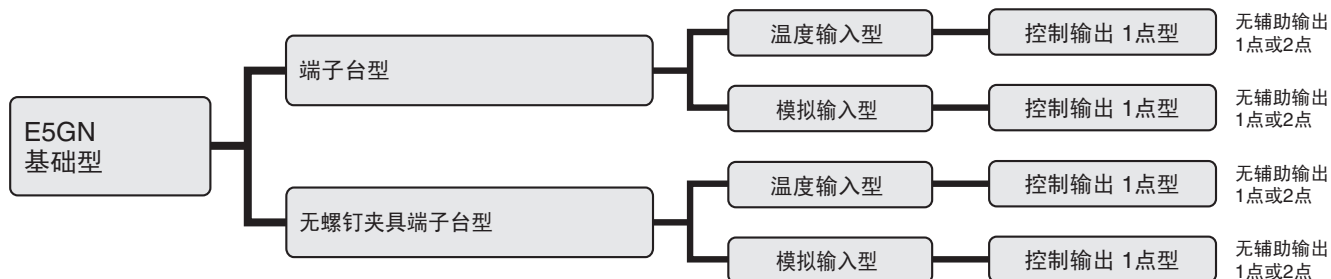 E5GN
基础型
端子台型
温度输入型
控制输出 1点型
无辅助输出
1点或2点
模拟输入型
控制输出 1点型
无辅助输出
1点或2点
无螺钉夹具端子台型
温度输入型
控制输出 1点型
无辅助输出
1点或2点
模拟输入型
控制输出 1点型
无辅助输出
1点或2点